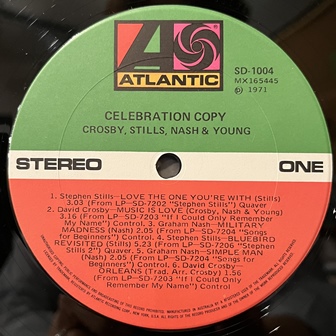 ATLANTIC
SD-1004
MX165445
Ⓟ 1971
CELEBRATION COPY
CROSBY, STILLS, NASH & YOUNG
STEREO ONE
1. Stephen Stills—LOVE THE ONE YOU'RE WITH (Stills)
3.03 (From LP—SD-7202 "Stephen Stills") Quaver
2. David Crosby—MUSIC IS LOVE (Crosby, Nash & Young)
3.16 (From LP—SD-7203—"If I Could Only Remember
My Name") Control. 3. Graham Nash—MILITARY
MADNESS (Nash) 2.05 (From LP—SD-7204 "Songs
for Beginners") Control. 4. Stephen Stills—BLUEBIRD
REVISITED (Stills) 5.23 (From LP—SD-7206 "Stephen
Stills 2") Quaver. 5. Graham Nash—SIMPLE MAN
(Nash) 2.05 (From LP—SD-7204 "Songs
for Beginners") Control. 6. David Crosby—
ORLEANS (Trad. Arr. Crosby) 1.56
(From LP—SD-7203 "If I Could
Only Remember My Name") Control.